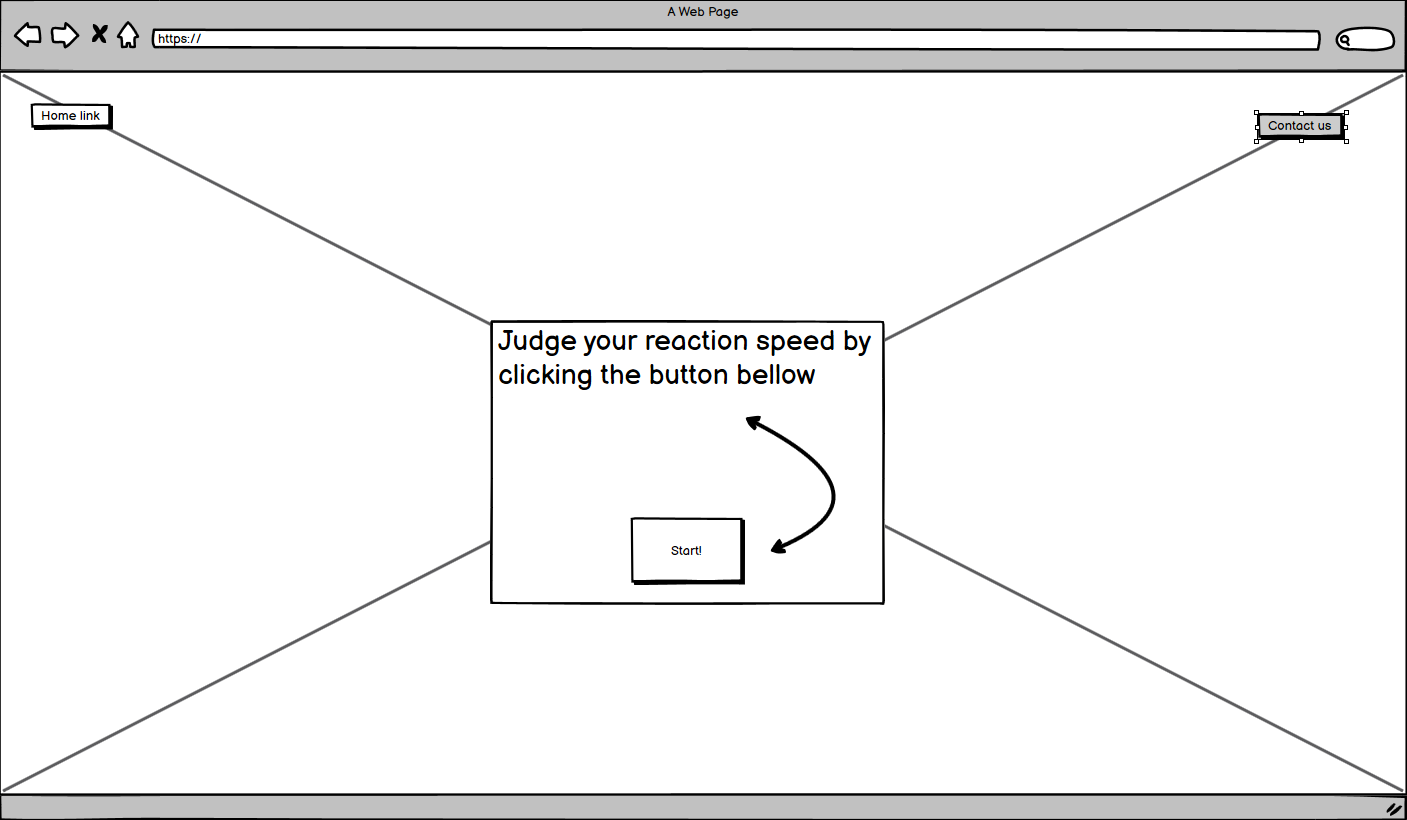 A Web Page
https://
Home link
Contact us
Judge your reaction speed by
clicking the button bellow
Start!